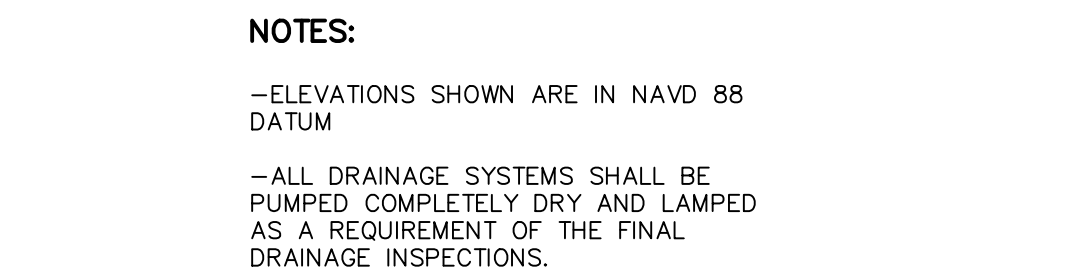 NOTES:
-ELEVATIONS SHOWN ARE IN NAVD 88
DATUM
-ALL DRAINAGE SYSTEMS SHALL BE
PUMPED COMPLETELY DRY AND LAMPED
AS A REQUIREMENT OF THE FINAL
DRAINAGE INSPECTIONS.